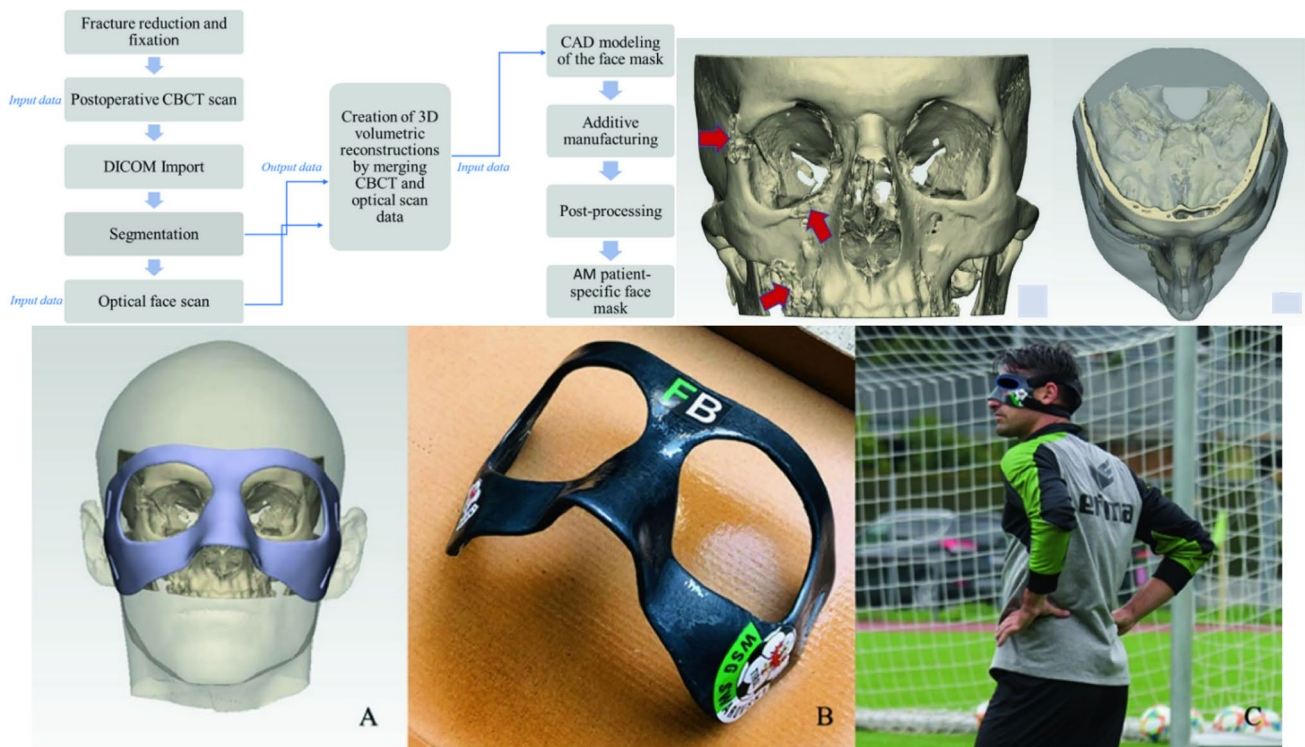 Fracture reduction and
fixation
Input data
Postoperative CBCT scan
DICOM Import
Segmentation
Input data
Optical face scan
Output data
Creation of 3D
volumetric
reconstructions
by merging
CBCT and
optical scan
data
Input data
CAD modeling
of the face mask
Additive
manufacturing
Post-processing
AM patient-
specific face
mask
A
FB
WSG
B
erima
C